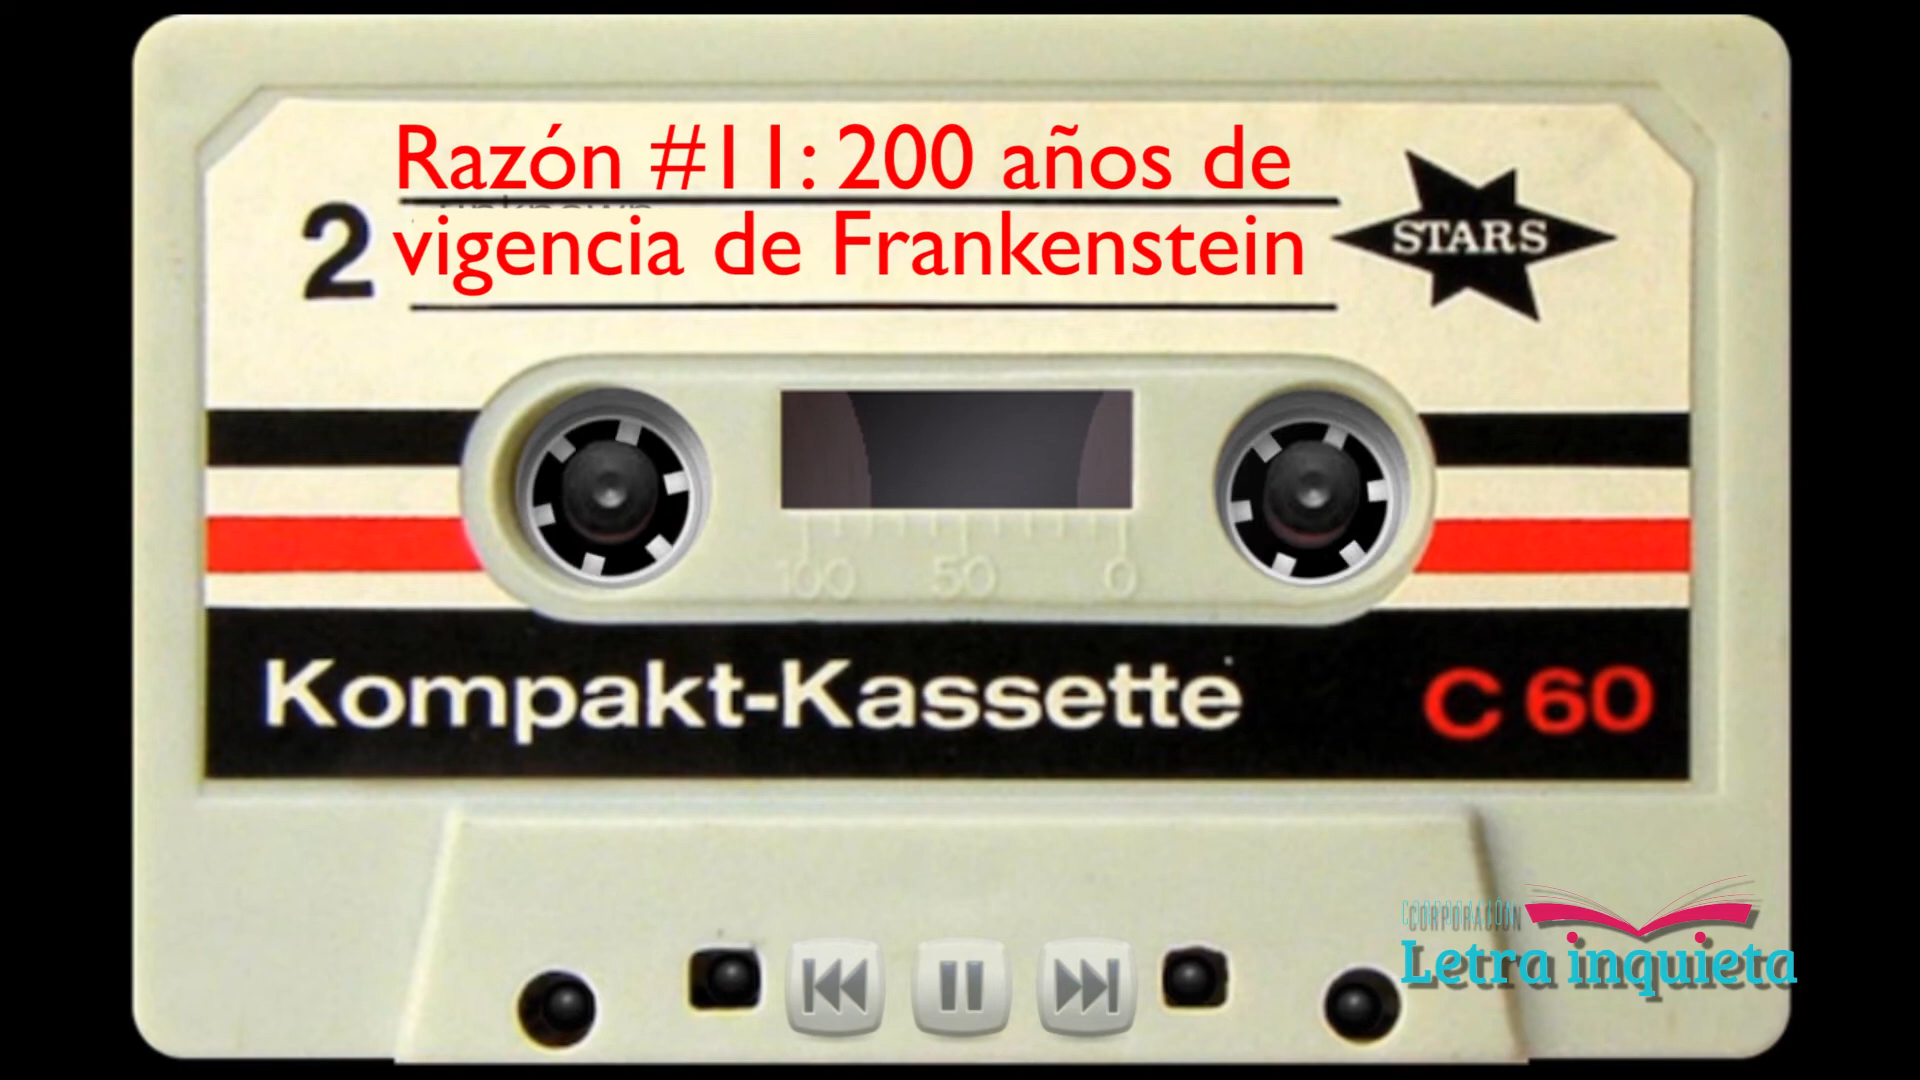 Razón #11: 200 años de
vigencia de Frankenstein
2
STARS
100 50 0
Kompakt-Kassette
C 60
CORPORACIÓN
Letra inquieta